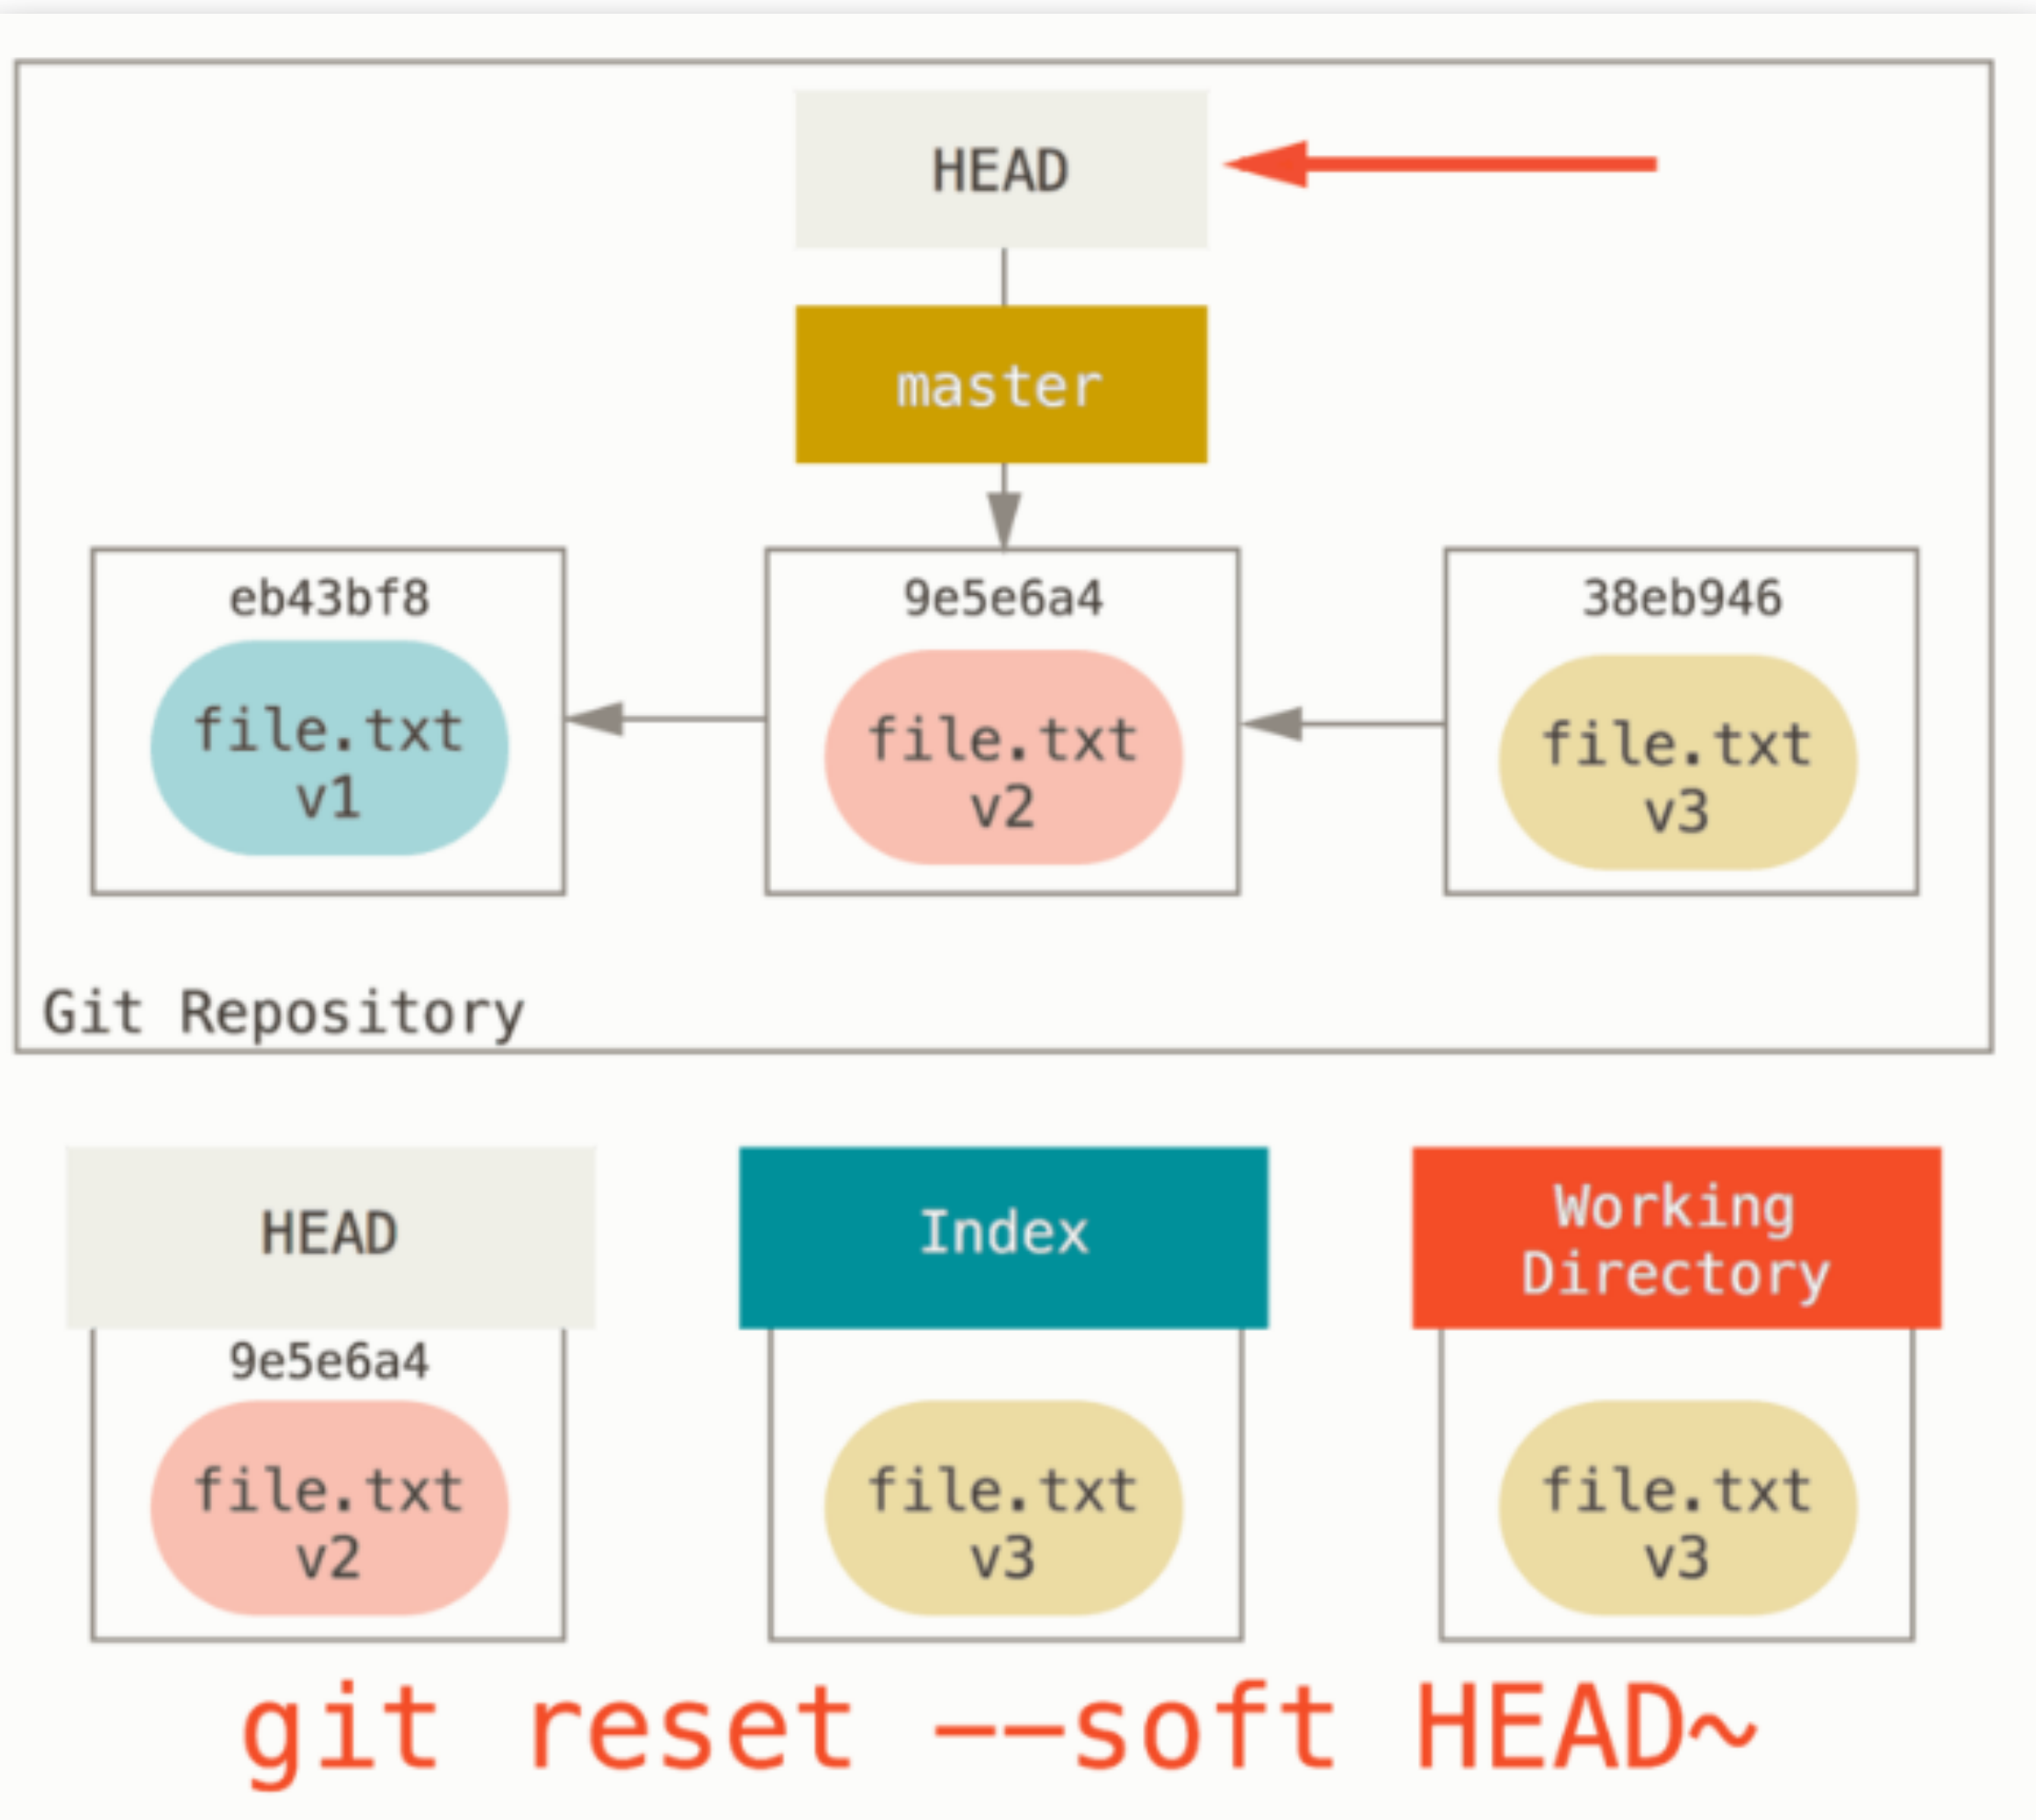 HEAD
master
eb43bf8
file.txt
v1
9e5e6a4
file.txt
v2
38eb946
file.txt
v3
Git Repository
HEAD
9e5e6a4
file.txt
v2
Index
file.txt
v3
Working
Directory
file.txt
v3
git reset --soft HEAD~